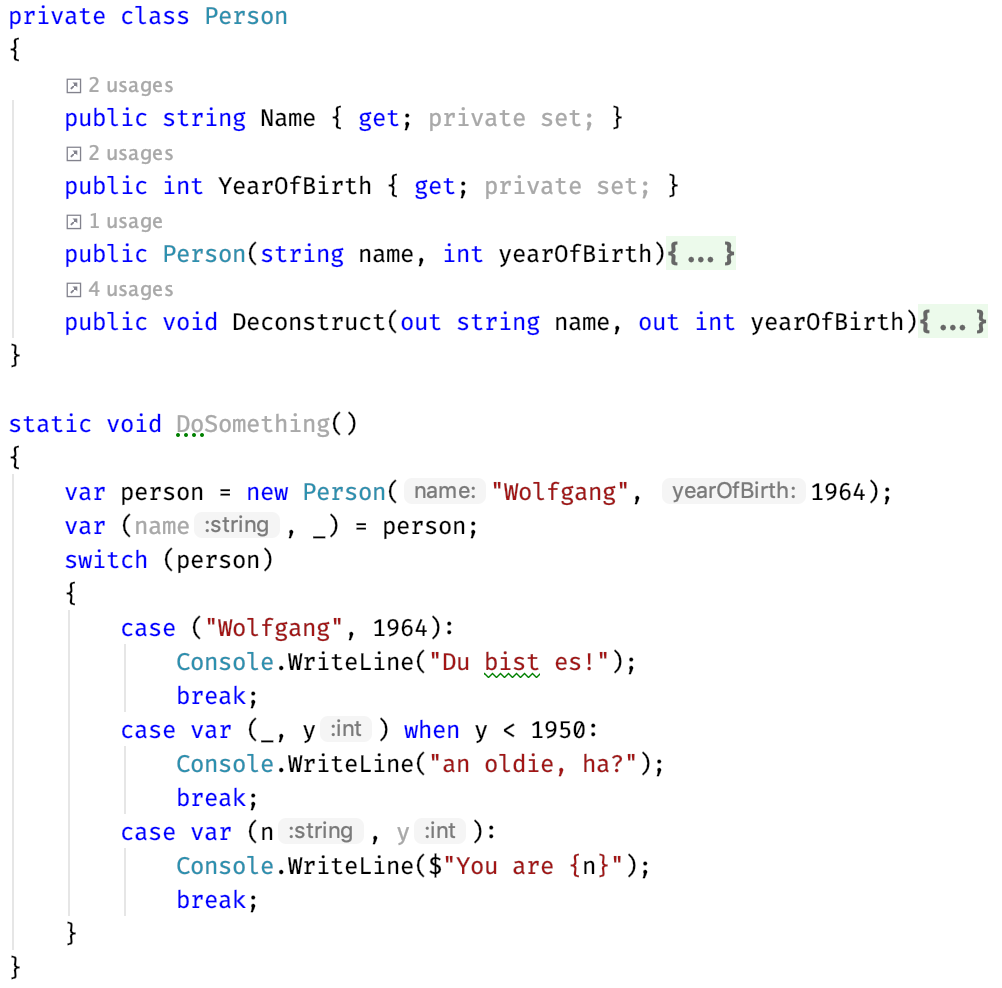 private class Person
{
2 usages
public string Name { get; private set; }
2 usages
public int YearOfBirth { get; private set; }
1 usage
public Person(string name, int yearOfBirth){...}
4 usages
public void Deconstruct(out string name, out int yearOfBirth){...}
}
static void DoSomething()
{
var person = new Person( name: "Wolfgang", yearOfBirth: 1964);
var (name :string , _) = person;
switch (person)
{
case ("Wolfgang", 1964):
Console.WriteLine("Du bist es!");
break;
case var (_, y :int ) when y < 1950:
Console.WriteLine("an oldie, ha?");
break;
case var (n :string , y :int ):
Console.WriteLine($"You are {n}");
break;
}
}